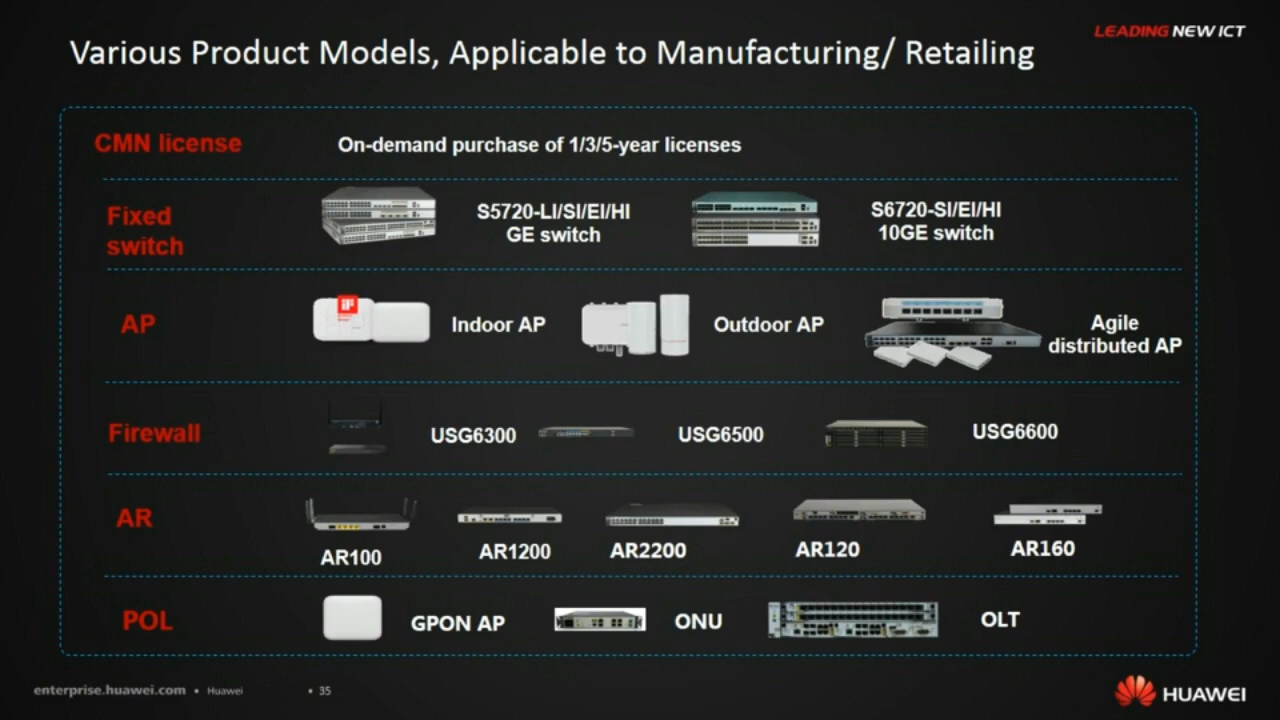 LEADING NEW ICT
Various Product Models, Applicable to Manufacturing/ Retailing
CMN license
On-demand purchase of 1/3/5-year licenses
Fixed
switch
S5720-LI/SI/EI/HI
GE switch
S6720-SI/EI/HI
10GE switch
AP
iF
Indoor AP
Outdoor AP
Agile
distributed AP
Firewall
USG6300
USG6500
USG6600
AR
AR100
AR1200
AR2200
AR120
AR160
POL
GPON AP
ONU
OLT
enterprise.huawei.com • Huawei • 35
HUAWEI